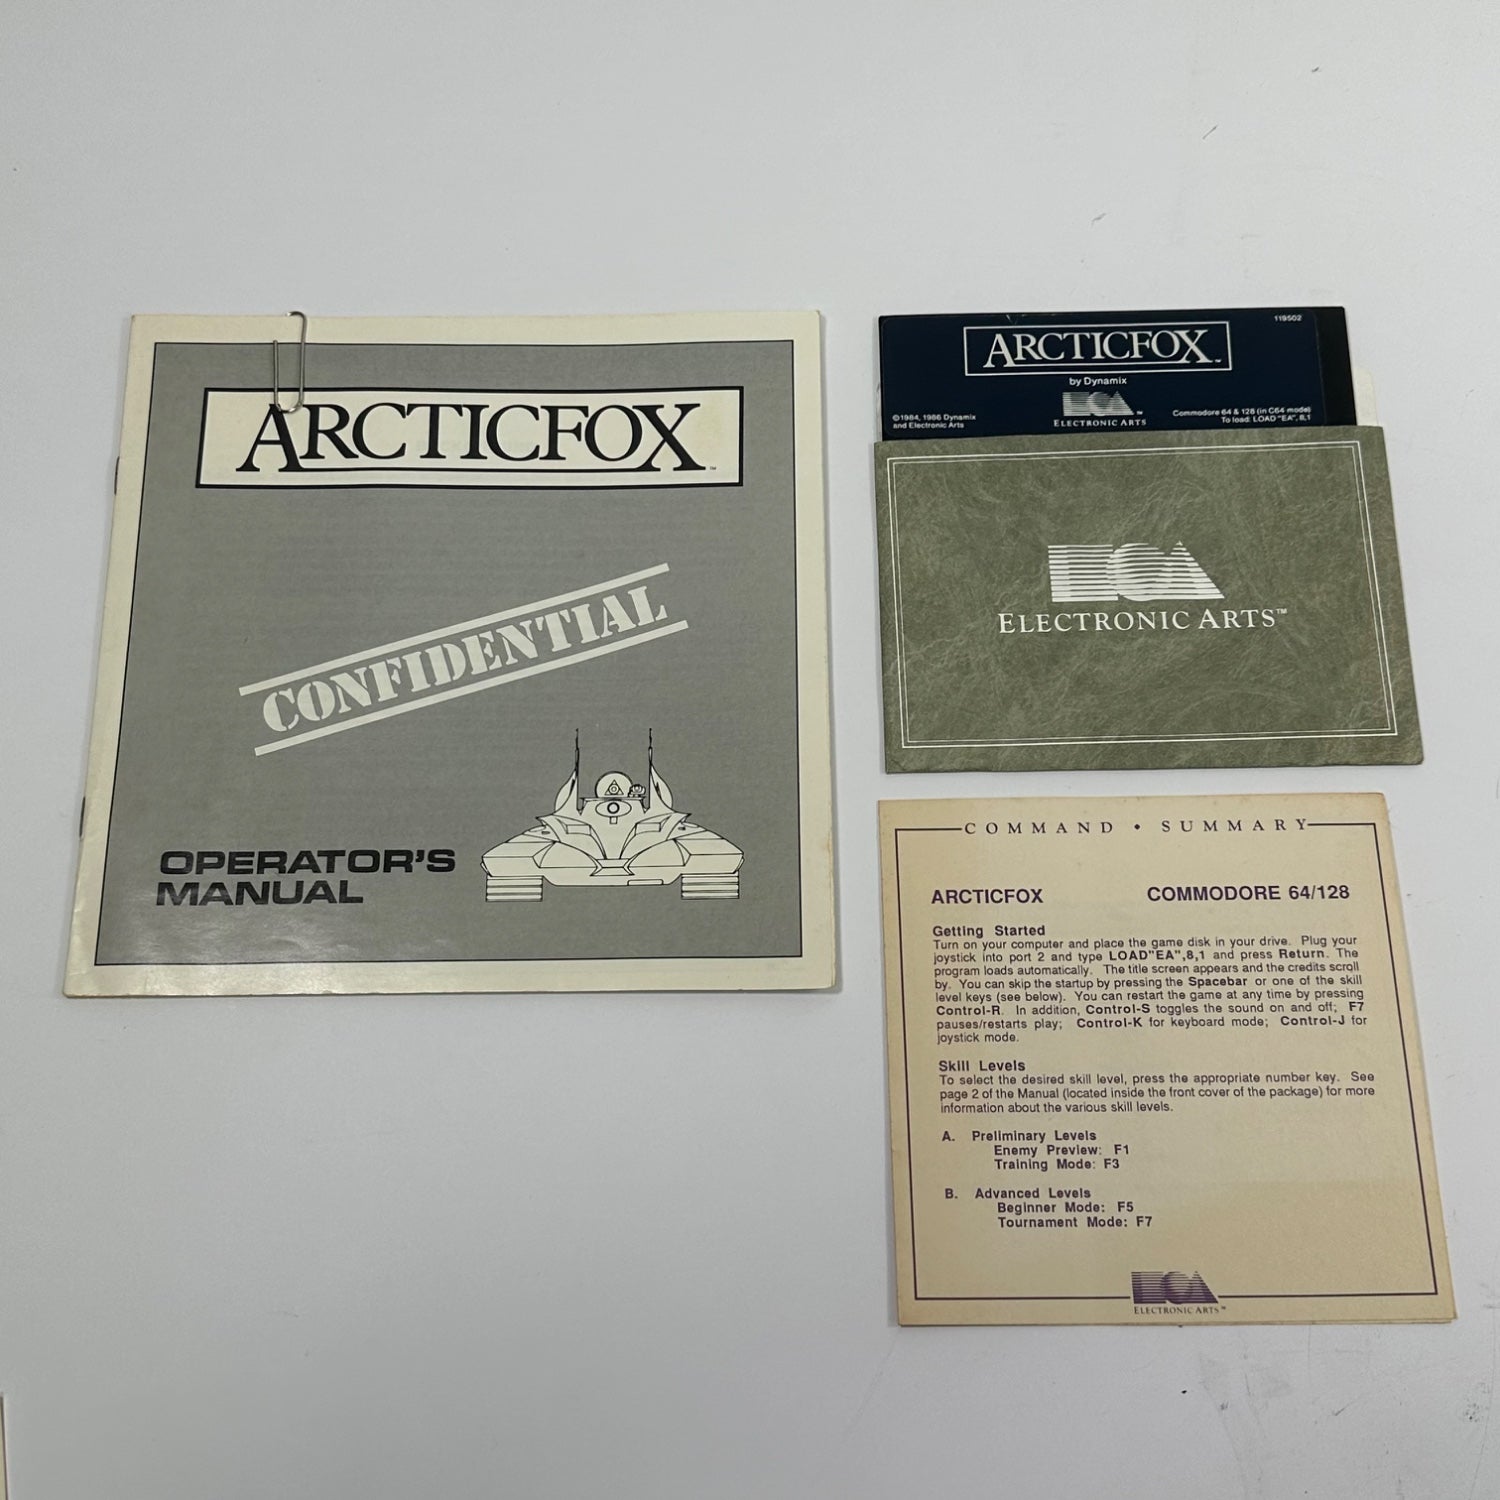 ARCTICFOX™
CONFIDENTIAL
OPERATOR'S
MANUAL
119502
ARCTICFOX™
by Dynamix
©1984, 1986 Dynamix
and Electronic Arts
ELECTRONIC ARTS
Commodore 64 & 128 (in C64 mode)
To load: LOAD "EA",8,1
ELECTRONIC ARTS™
COMMAND • SUMMARY
ARCTICFOX COMMODORE 64/128
Getting Started
Turn on your computer and place the game disk in your drive. Plug your
joystick into port 2 and type LOAD"EA",8,1 and press Return. The
program loads automatically. The title screen appears and the credits scroll
by. You can skip the startup by pressing the Spacebar or one of the skill
level keys (see below). You can restart the game at any time by pressing
Control-R. In addition, Control-S toggles the sound on and off; F7
pauses/restarts play; Control-K for keyboard mode; Control-J for
joystick mode.
Skill Levels
To select the desired skill level, press the appropriate number key. See
page 2 of the Manual (located inside the front cover of the package) for more
information about the various skill levels.
A. Preliminary Levels
Enemy Preview: F1
Training Mode: F3
B. Advanced Levels
Beginner Mode: F5
Tournament Mode: F7
ELECTRONIC ARTS™